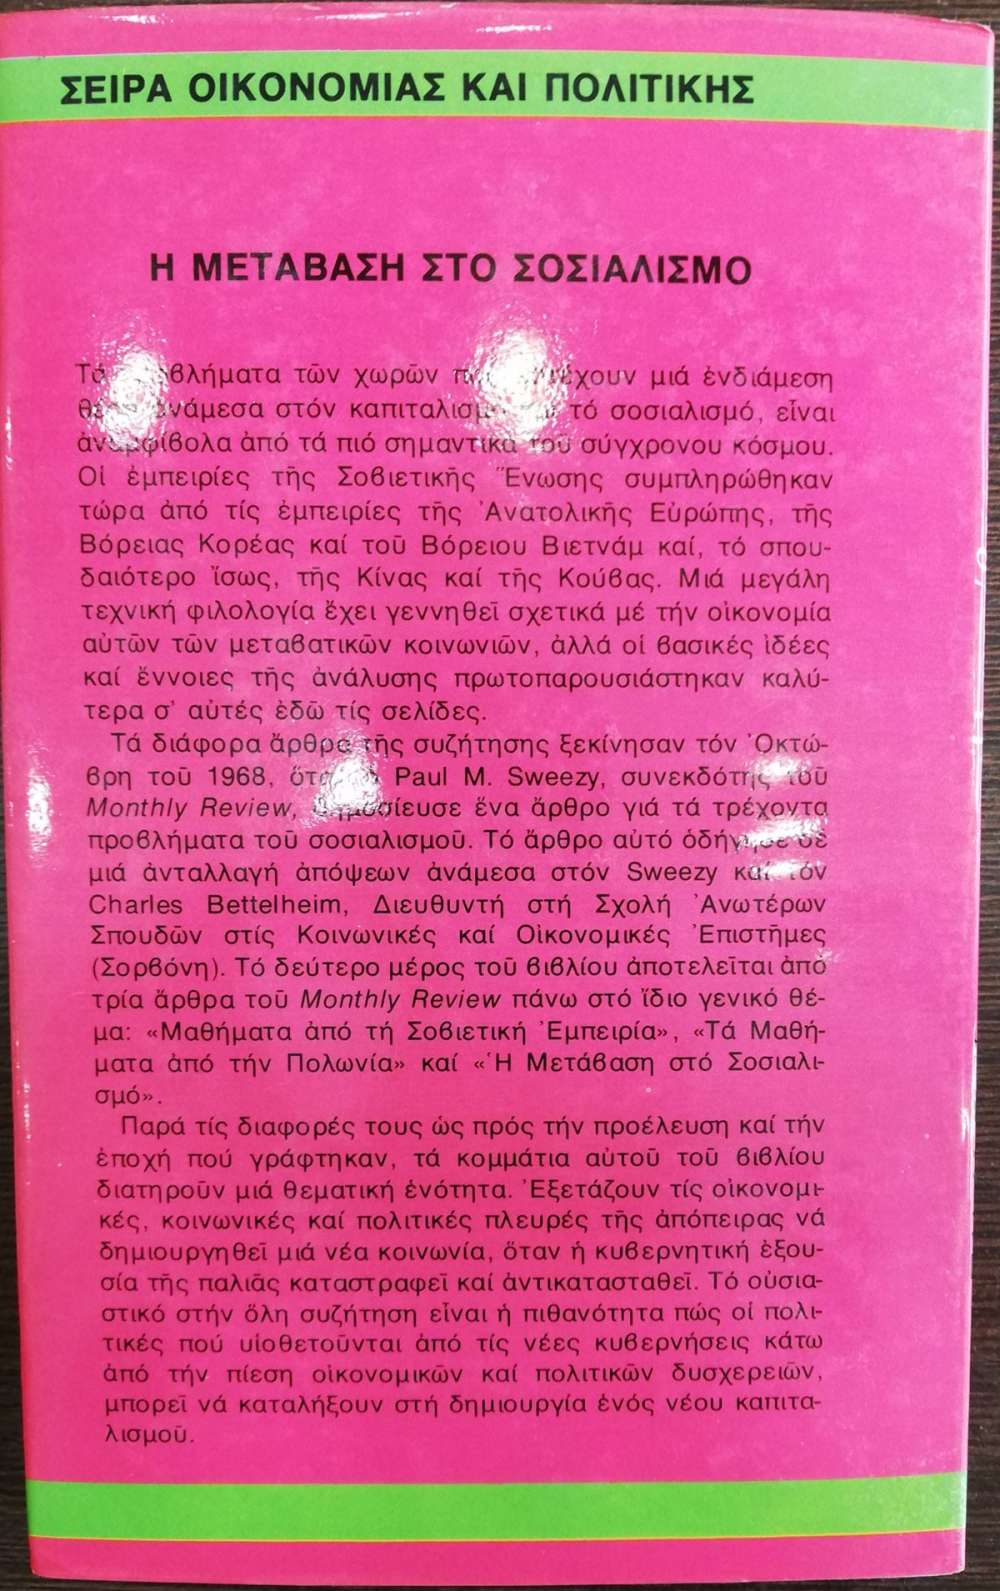 ΣΕΙΡΑ ΟΙΚΟΝΟΜΙΑΣ ΚΑΙ ΠΟΛΙΤΙΚΗΣ
Η ΜΕΤΑΒΑΣΗ ΣΤΟ ΣΟΣΙΑΛΙΣΜΟ
Τά προβλήματα τῶν χωρῶν πού κατέχουν μιά ἐνδιάμεση
θέση ἀνάμεσα στόν καπιταλισμό καί τό σοσιαλισμό, εἶναι
ἀναμφίβολα ἀπό τά πιό σημαντικά τοῦ σύγχρονου κόσμου.
Οἱ ἐμπειρίες τῆς Σοβιετικῆς Ἕνωσης συμπληρώθηκαν
τώρα ἀπό τίς ἐμπειρίες τῆς Ἀνατολικῆς Εὐρώπης, τῆς
Βόρειας Κορέας καί τοῦ Βόρειου Βιετνάμ καί, τό σπου-
δαιότερο ἴσως, τῆς Κίνας καί τῆς Κούβας. Μιά μεγάλη
τεχνική φιλολογία ἔχει γεννηθεῖ σχετικά μέ τήν οἰκονομία
αὐτῶν τῶν μεταβατικῶν κοινωνιῶν, ἀλλά οἱ βασικές ἰδέες
καί ἔννοιες τῆς ἀνάλυσης πρωτοπαρουσιάστηκαν καλύ-
τερα σ' αὐτές ἐδῶ τίς σελίδες.
Τά διάφορα ἄρθρα τῆς συζήτησης ξεκίνησαν τόν Ὀκτώ-
βρη τοῦ 1968, ὅταν ὁ Paul M. Sweezy, συνεκδότης τοῦ
Monthly Review, δημοσίευσε ἕνα ἄρθρο γιά τά τρέχοντα
προβλήματα τοῦ σοσιαλισμοῦ. Τό ἄρθρο αὐτό ὁδήγησε σέ
μιά ἀνταλλαγή ἀπόψεων ἀνάμεσα στόν Sweezy καί τόν
Charles Bettelheim, Διευθυντή στή Σχολή Ἀνωτέρων
Σπουδῶν στίς Κοινωνικές καί Οἰκονομικές Ἐπιστῆμες
(Σορβόνη). Τό δεύτερο μέρος τοῦ βιβλίου ἀποτελεῖται ἀπό
τρία ἄρθρα τοῦ Monthly Review πάνω στό ἴδιο γενικό θέ-
μα: «Μαθήματα ἀπό τή Σοβιετική Ἐμπειρία», «Τά Μαθή-
ματα ἀπό τήν Πολωνία» καί «Ἡ Μετάβαση στό Σοσιαλι-
σμό».
Παρά τίς διαφορές τους ὡς πρός τήν προέλευση καί τήν
ἐποχή πού γράφτηκαν, τά κομμάτια αὐτοῦ τοῦ βιβλίου
διατηροῦν μιά θεματική ἑνότητα. Ἐξετάζουν τίς οἰκονομι-
κές, κοινωνικές καί πολιτικές πλευρές τῆς ἀπόπειρας νά
δημιουργηθεῖ μιά νέα κοινωνία, ὅταν ἡ κυβερνητική ἐξου-
σία τῆς παλιᾶς καταστραφεῖ καί ἀντικατασταθεῖ. Τό οὐσια-
στικό στήν ὅλη συζήτηση εἶναι ἡ πιθανότητα πώς οἱ πολι-
τικές πού υἱοθετοῦνται ἀπό τίς νέες κυβερνήσεις κάτω
ἀπό τήν πίεση οἰκονομικῶν καί πολιτικῶν δυσχερειῶν,
μπορεῖ νά καταλήξουν στή δημιουργία ἑνός νέου καπιτα-
λισμοῦ.